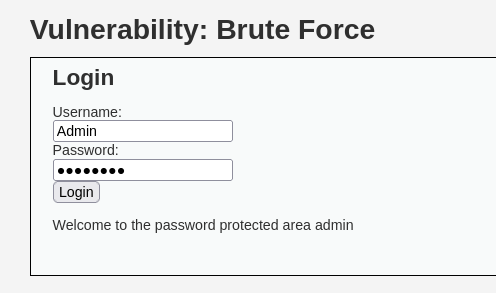 Vulnerability: Brute Force
Login
Username:
Admin
Password:
●●●●●●●●
Login
Welcome to the password protected area admin